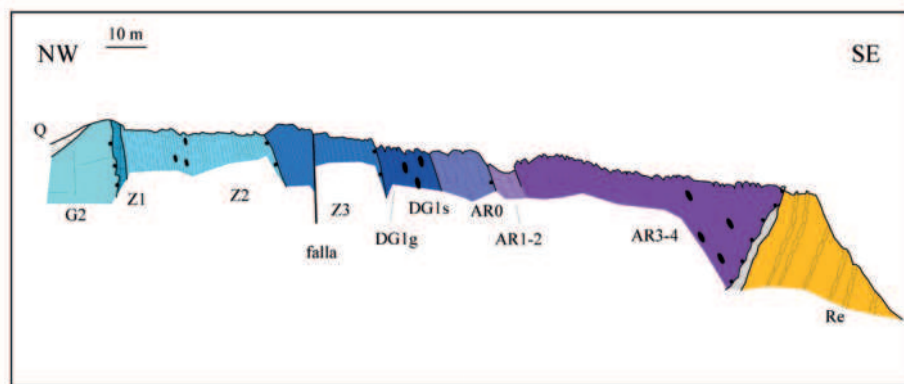 10 m
NW
SE
Q
G2
Z1
Z2
falla
Z3
DG1g
DG1s
AR0
AR1-2
AR3-4
Re